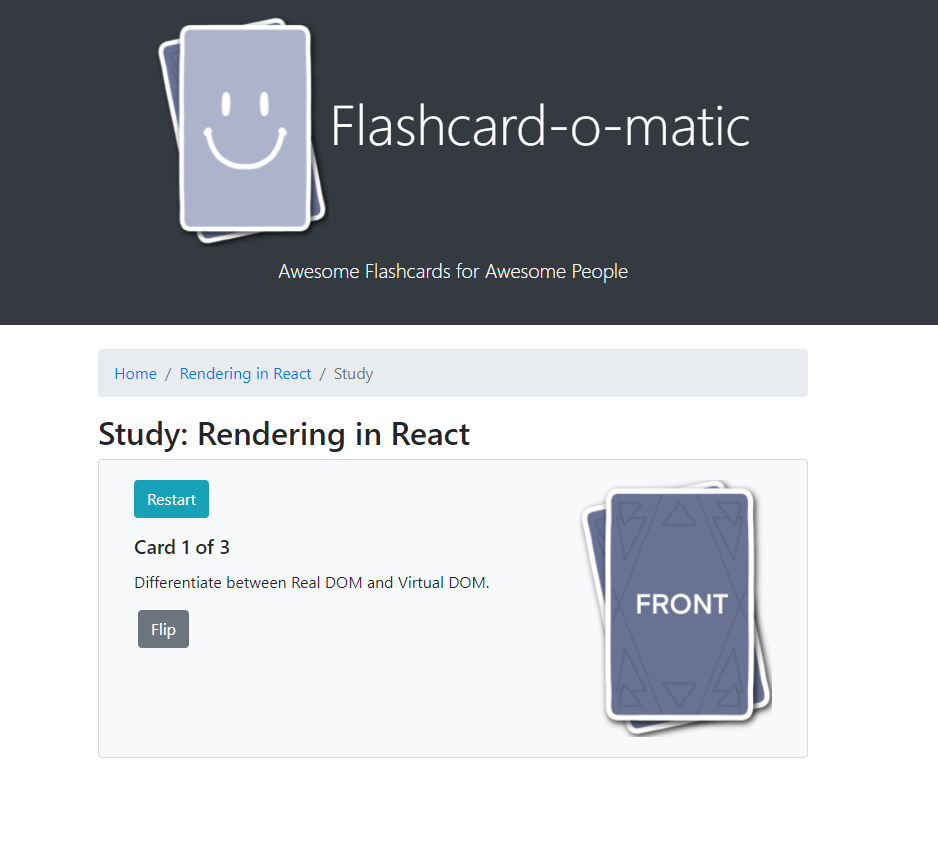 Flashcard-o-matic
Awesome Flashcards for Awesome People
Home / Rendering in React / Study
Study: Rendering in React
Restart
Card 1 of 3
Differentiate between Real DOM and Virtual DOM.
Flip
FRONT